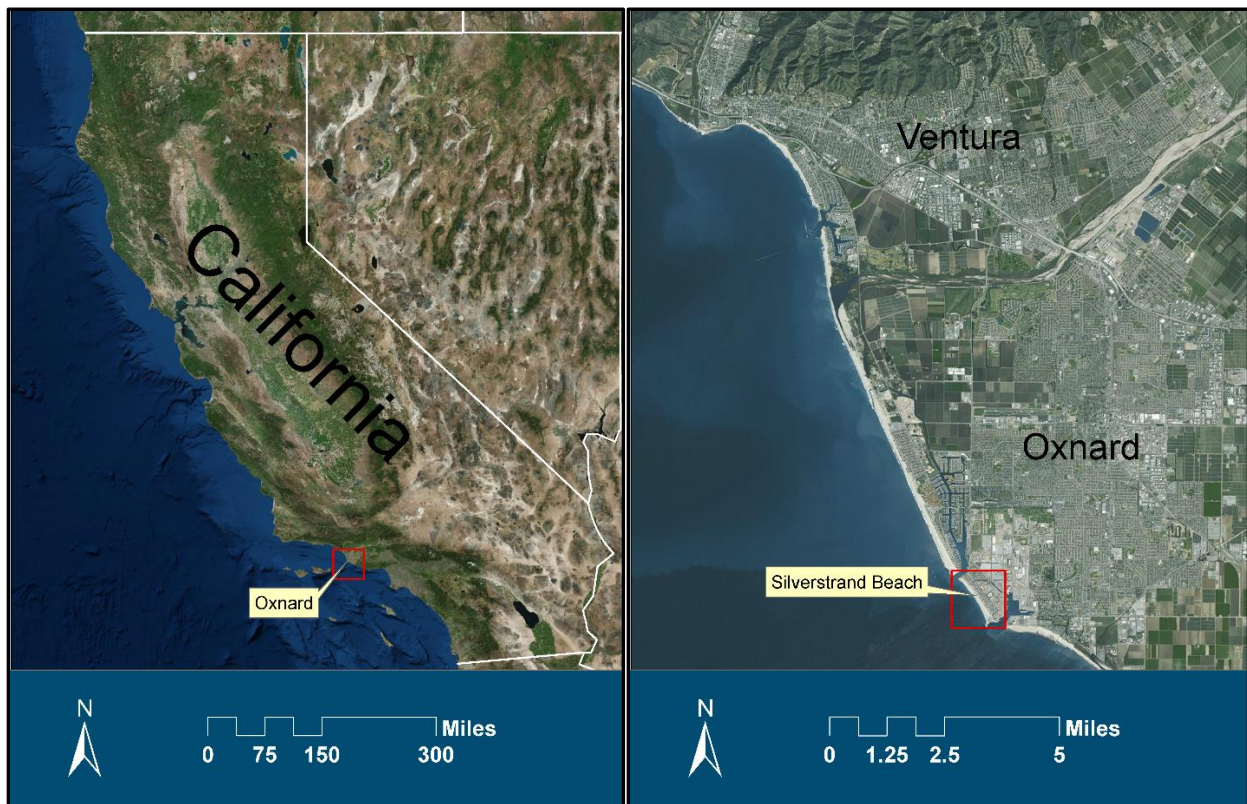 California
Oxnard
N
Miles
0 75 150 300
Ventura
Oxnard
Silverstrand Beach
N
Miles
0 1.25 2.5 5